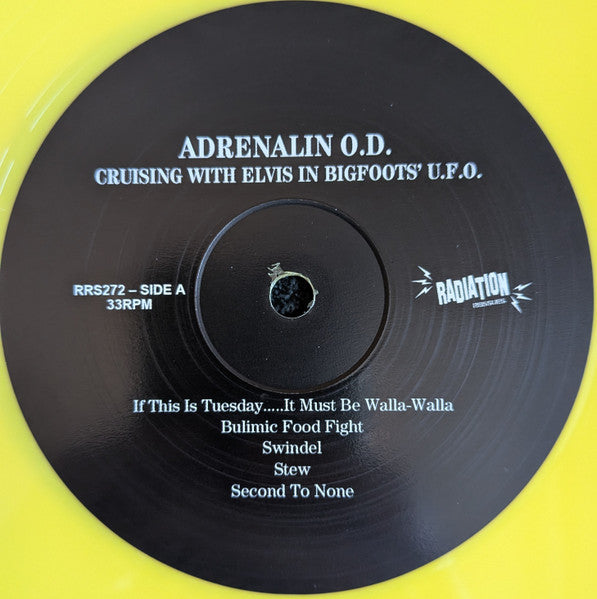 ADRENALIN O.D.
CRUISING WITH ELVIS IN BIGFOOTS' U.F.O.
RRS272 – SIDE A
33RPM
RADIATION
If This Is Tuesday.....It Must Be Walla-Walla
Bulimic Food Fight
Swindel
Stew
Second To None